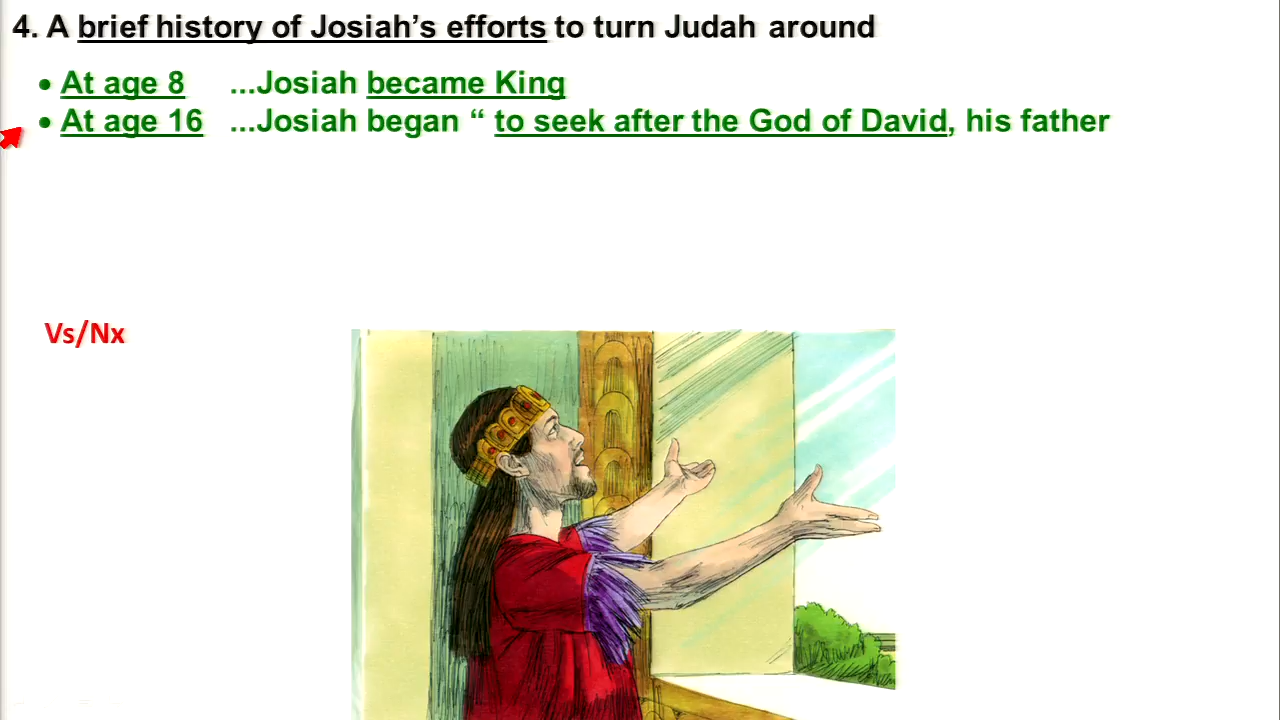 4. A brief history of Josiah’s efforts to turn Judah around
• At age 8 ...Josiah became King
• At age 16 ...Josiah began “ to seek after the God of David, his father
Vs/Nx